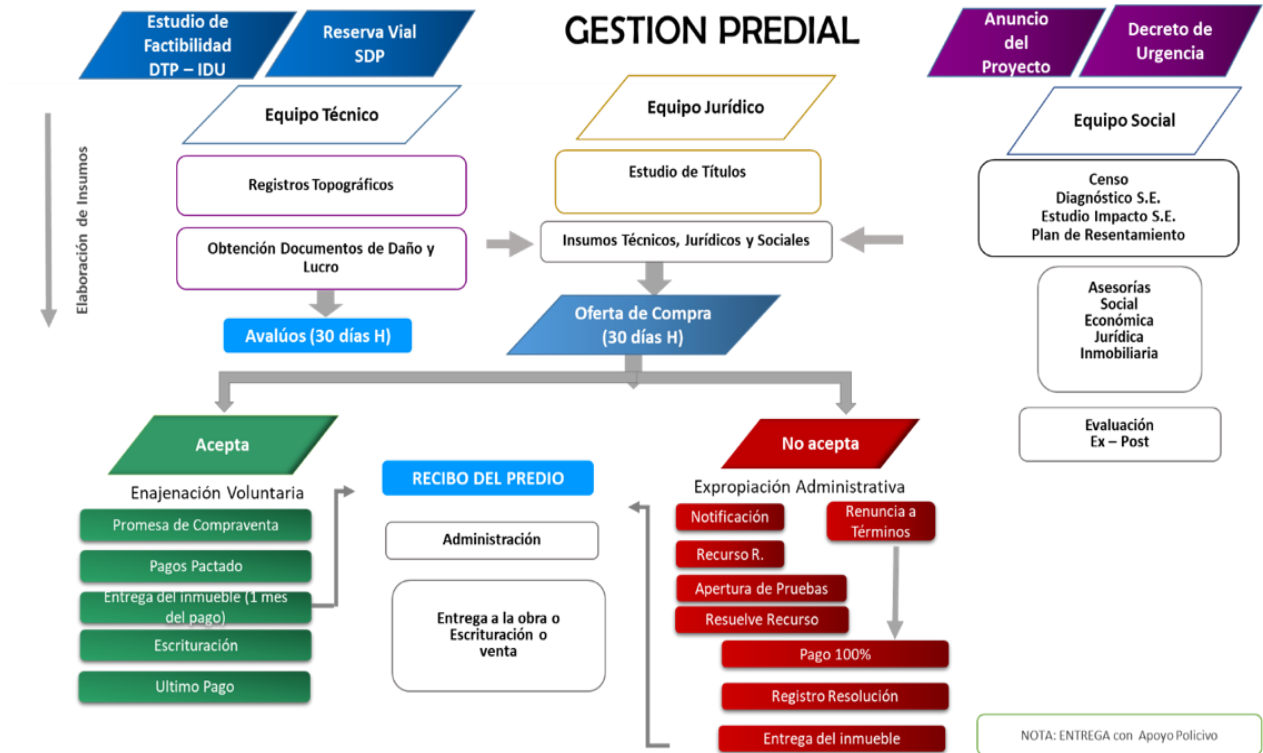 Estudio de
Factibilidad
DTP – IDU
Reserva Vial
SDP
GESTION PREDIAL
Anuncio
del
Proyecto
Decreto de
Urgencia
Elaboración de Insumos
Equipo Técnico
Equipo Jurídico
Equipo Social
Registros Topográficos
Estudio de Títulos
Censo
Diagnóstico S.E.
Estudio Impacto S.E.
Plan de Resentamiento
Obtención Documentos de Daño y
Lucro
Insumos Técnicos, Jurídicos y Sociales
Avalúos (30 días H)
Oferta de Compra
(30 días H)
Asesorías
Social
Económica
Jurídica
Inmobiliaria
Evaluación
Ex – Post
Acepta
No acepta
Enajenación Voluntaria
Promesa de Compraventa
Pagos Pactado
Entrega del inmueble (1 mes
del pago)
Escrituración
Ultimo Pago
RECIBO DEL PREDIO
Administración
Entrega a la obra o
Escrituración o
venta
Expropiación Administrativa
Notificación
Renuncia a
Términos
Recurso R.
Apertura de Pruebas
Resuelve Recurso
Pago 100%
Registro Resolución
Entrega del inmueble
NOTA: ENTREGA con Apoyo Policivo